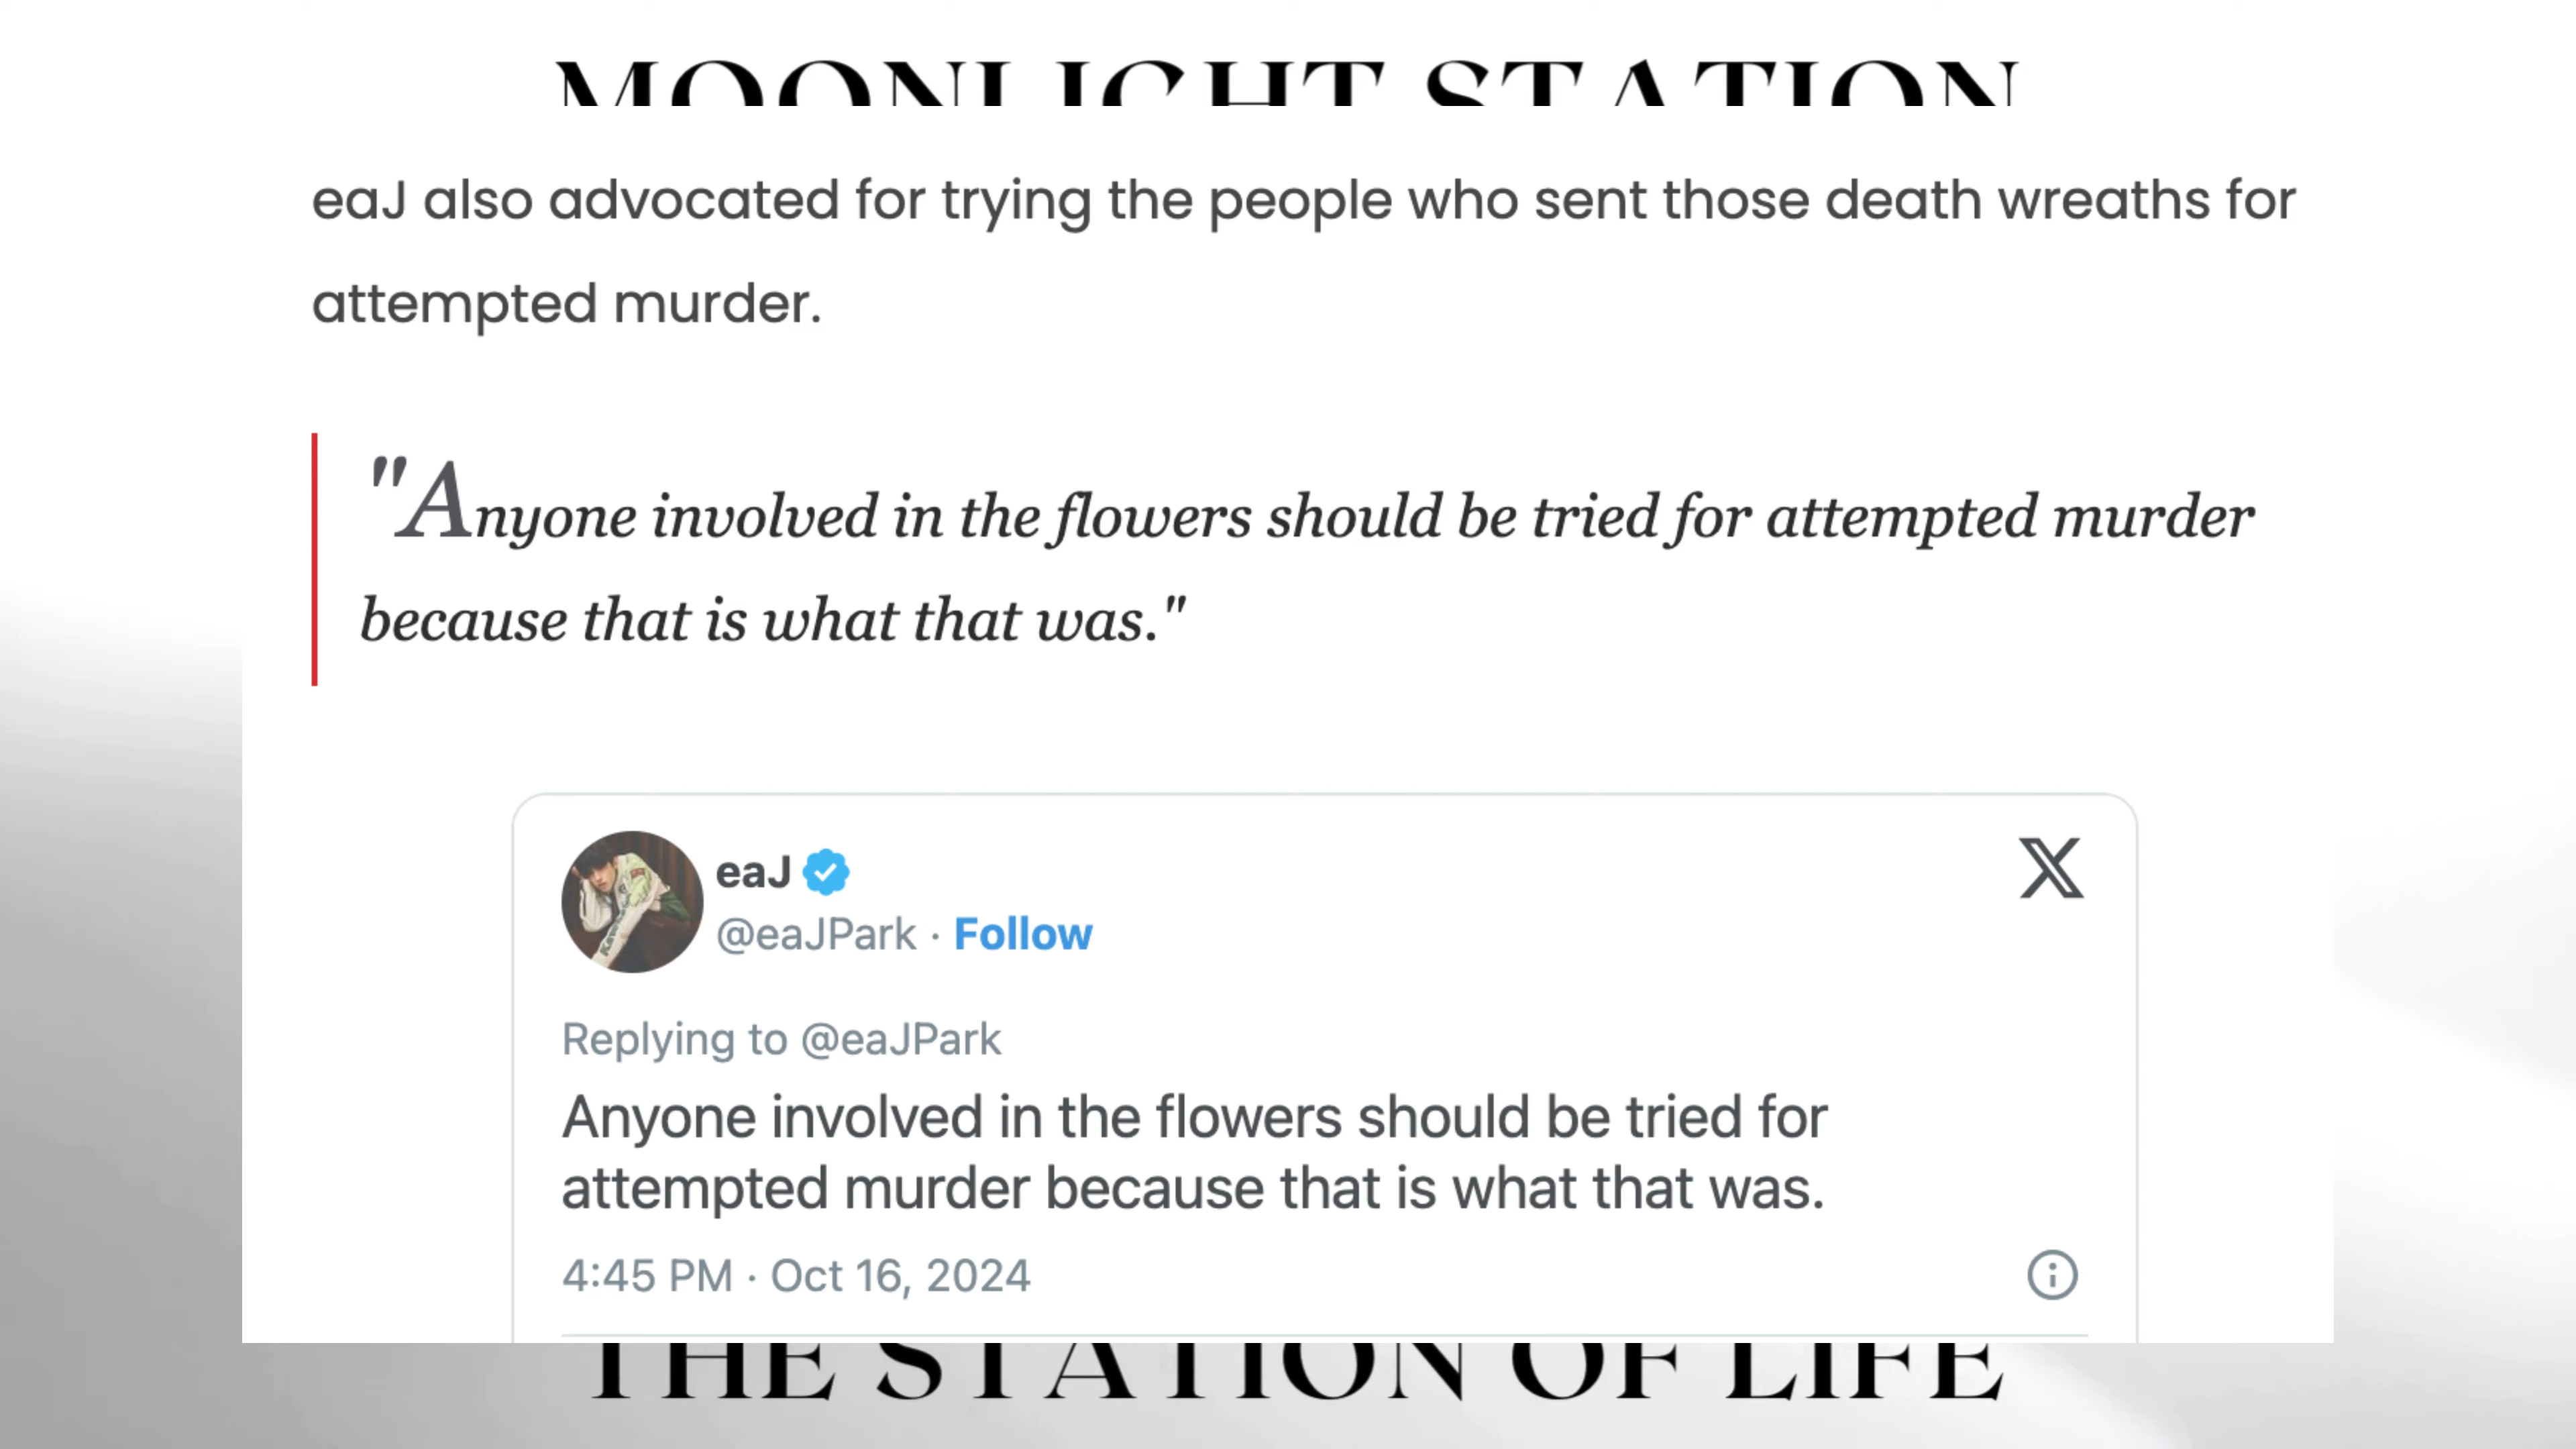 MOONLIGHT STATION
eaJ also advocated for trying the people who sent those death wreaths for
attempted murder.
"Anyone involved in the flowers should be tried for attempted murder
because that is what that was."
eaJ
@eaJPark · Follow
Replying to @eaJPark
Anyone involved in the flowers should be tried for
attempted murder because that is what that was.
4:45 PM · Oct 16, 2024
THE STATION OF LIFE